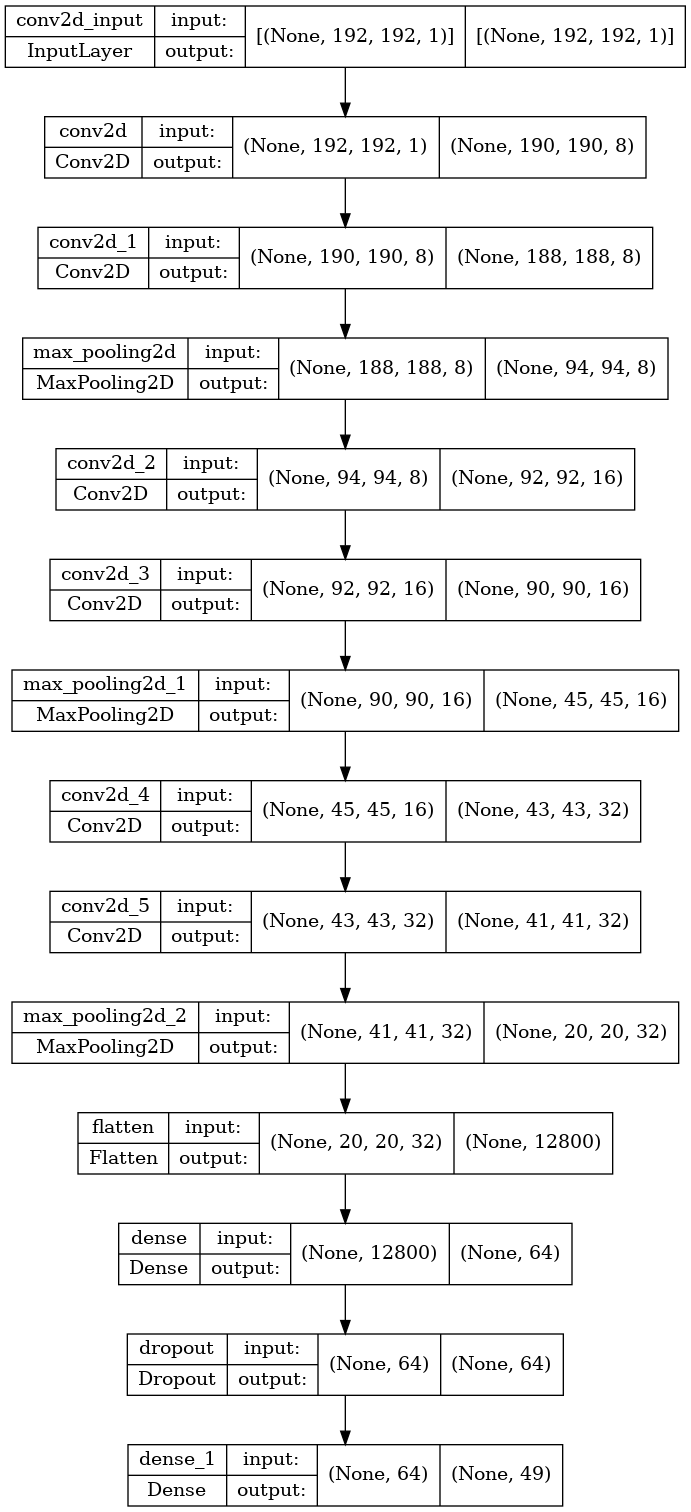 conv2d_input input: [(None, 192, 192, 1)] [(None, 192, 192, 1)]
InputLayer output:
conv2d input: (None, 192, 192, 1) (None, 190, 190, 8)
Conv2D output:
conv2d_1 input: (None, 190, 190, 8) (None, 188, 188, 8)
Conv2D output:
max_pooling2d input: (None, 188, 188, 8) (None, 94, 94, 8)
MaxPooling2D output:
conv2d_2 input: (None, 94, 94, 8) (None, 92, 92, 16)
Conv2D output:
conv2d_3 input: (None, 92, 92, 16) (None, 90, 90, 16)
Conv2D output:
max_pooling2d_1 input: (None, 90, 90, 16) (None, 45, 45, 16)
MaxPooling2D output:
conv2d_4 input: (None, 45, 45, 16) (None, 43, 43, 32)
Conv2D output:
conv2d_5 input: (None, 43, 43, 32) (None, 41, 41, 32)
Conv2D output:
max_pooling2d_2 input: (None, 41, 41, 32) (None, 20, 20, 32)
MaxPooling2D output:
flatten input: (None, 20, 20, 32) (None, 12800)
Flatten output:
dense input: (None, 12800) (None, 64)
Dense output:
dropout input: (None, 64) (None, 64)
Dropout output:
dense_1 input: (None, 64) (None, 49)
Dense output: